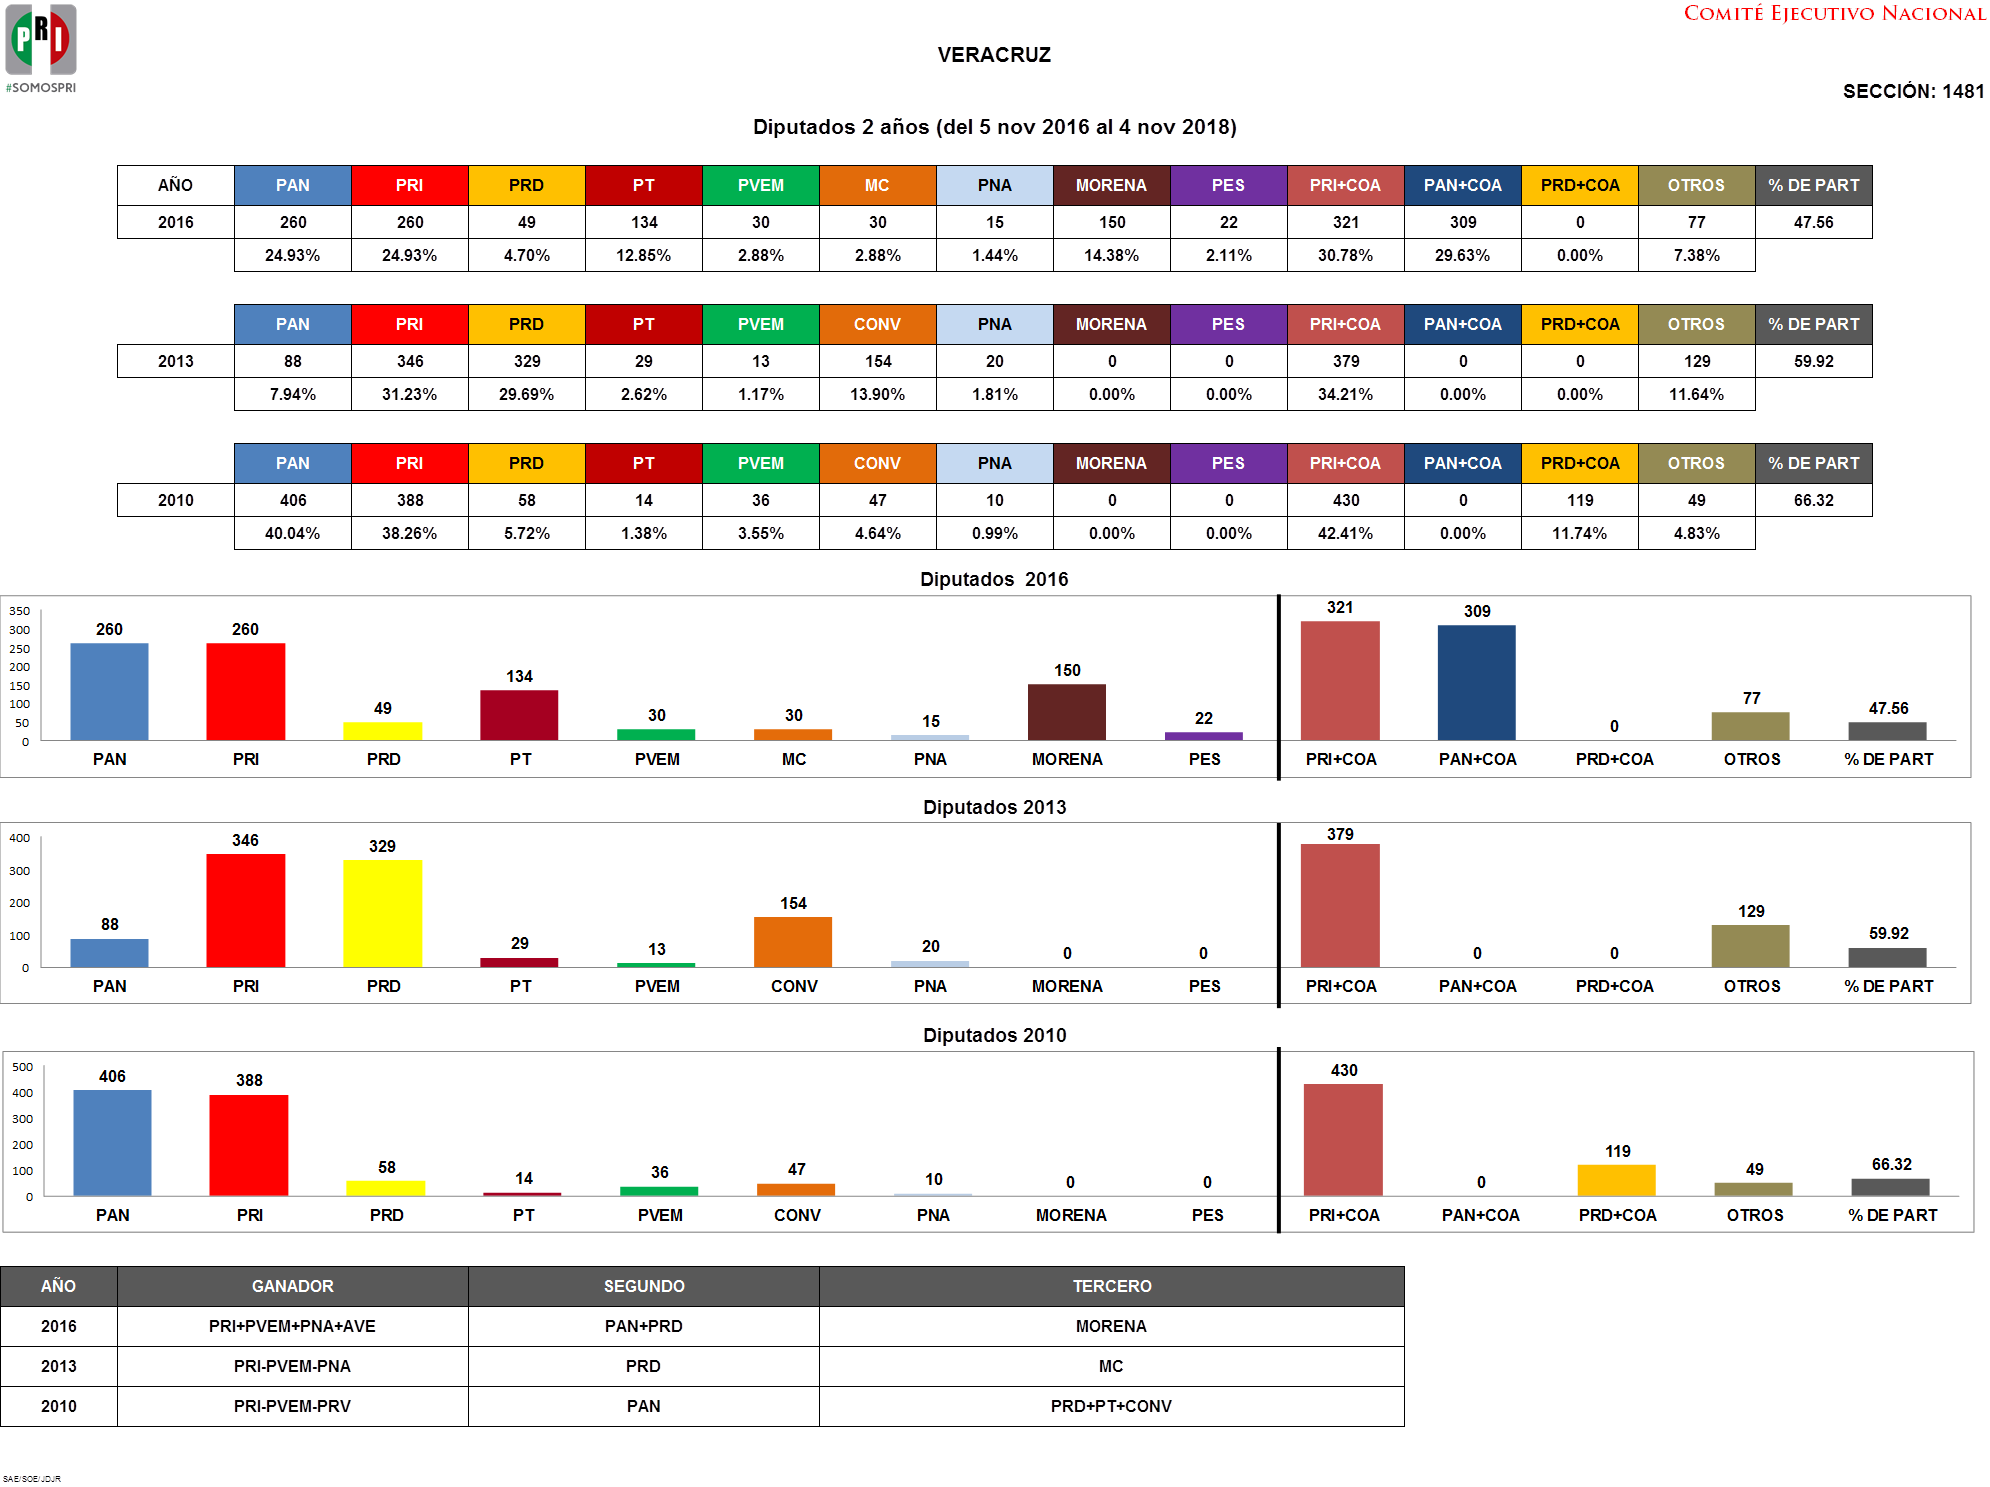 PRI
#SOMOSPRI
COMITÉ EJECUTIVO NACIONAL
VERACRUZ
SECCIÓN: 1481
Diputados 2 años (del 5 nov 2016 al 4 nov 2018)
AÑO PAN PRI PRD PT PVEM MC PNA MORENA PES PRI+COA PAN+COA PRD+COA OTROS % DE PART
2016 260 260 49 134 30 30 15 150 22 321 309 0 77 47.56
24.93% 24.93% 4.70% 12.85% 2.88% 2.88% 1.44% 14.38% 2.11% 30.78% 29.63% 0.00% 7.38%
PAN PRI PRD PT PVEM CONV PNA MORENA PES PRI+COA PAN+COA PRD+COA OTROS % DE PART
2013 88 346 329 29 13 154 20 0 0 379 0 0 129 59.92
7.94% 31.23% 29.69% 2.62% 1.17% 13.90% 1.81% 0.00% 0.00% 34.21% 0.00% 0.00% 11.64%
PAN PRI PRD PT PVEM CONV PNA MORENA PES PRI+COA PAN+COA PRD+COA OTROS % DE PART
2010 406 388 58 14 36 47 10 0 0 430 0 119 49 66.32
40.04% 38.26% 5.72% 1.38% 3.55% 4.64% 0.99% 0.00% 0.00% 42.41% 0.00% 11.74% 4.83%
Diputados 2016
350
300
250
200
150
100
50
0
260 260 49 134 30 30 15 150 22 321 309 0 77 47.56
PAN PRI PRD PT PVEM MC PNA MORENA PES PRI+COA PAN+COA PRD+COA OTROS % DE PART
Diputados 2013
400
300
200
100
0
88 346 329 29 13 154 20 0 0 379 0 0 129 59.92
PAN PRI PRD PT PVEM CONV PNA MORENA PES PRI+COA PAN+COA PRD+COA OTROS % DE PART
Diputados 2010
500
400
300
200
100
0
406 388 58 14 36 47 10 0 0 430 0 119 49 66.32
PAN PRI PRD PT PVEM CONV PNA MORENA PES PRI+COA PAN+COA PRD+COA OTROS % DE PART
AÑO GANADOR SEGUNDO TERCERO
2016 PRI+PVEM+PNA+AVE PAN+PRD MORENA
2013 PRI-PVEM-PNA PRD MC
2010 PRI-PVEM-PRV PAN PRD+PT+CONV
SAE/SOE/JDJR